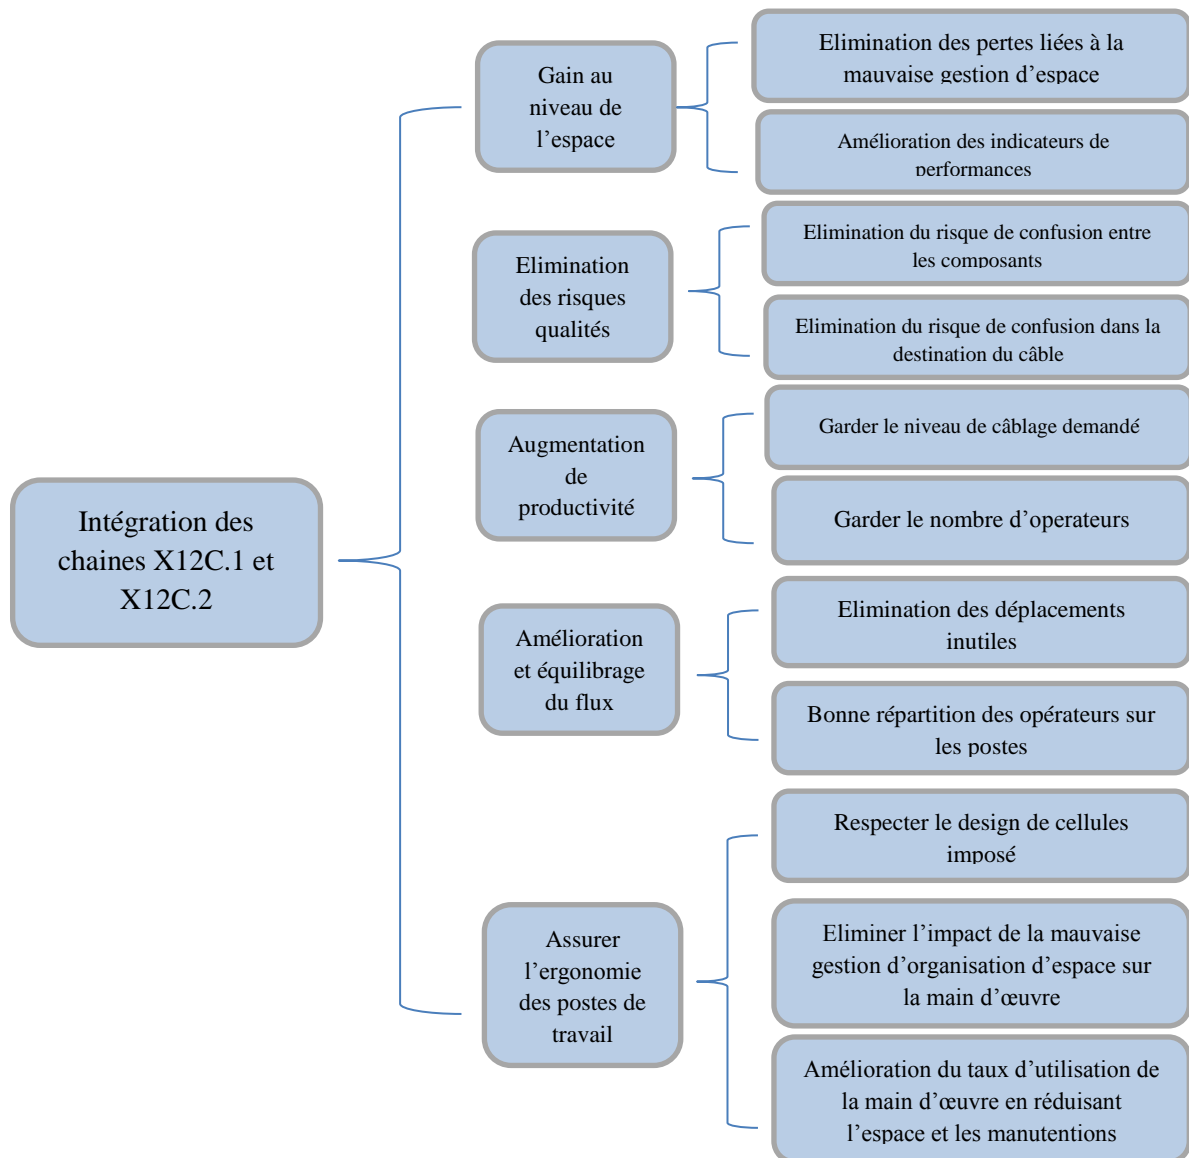 Intégration des
chaines X12C.1 et
X12C.2
Gain au
niveau de
l’espace
Elimination des pertes liées à la
mauvaise gestion d’espace
Amélioration des indicateurs de
performances
Elimination
des risques
qualités
Elimination du risque de confusion entre
les composants
Elimination du risque de confusion dans la
destination du câble
Augmentation
de
productivité
Garder le niveau de câblage demandé
Garder le nombre d’operateurs
Amélioration
et équilibrage
du flux
Elimination des déplacements
inutiles
Bonne répartition des opérateurs sur
les postes
Assurer
l’ergonomie
des postes de
travail
Respecter le design de cellules
imposé
Eliminer l’impact de la mauvaise
gestion d’organisation d’espace sur
la main d’œuvre
Amélioration du taux d’utilisation de
la main d’œuvre en réduisant
l’espace et les manutentions